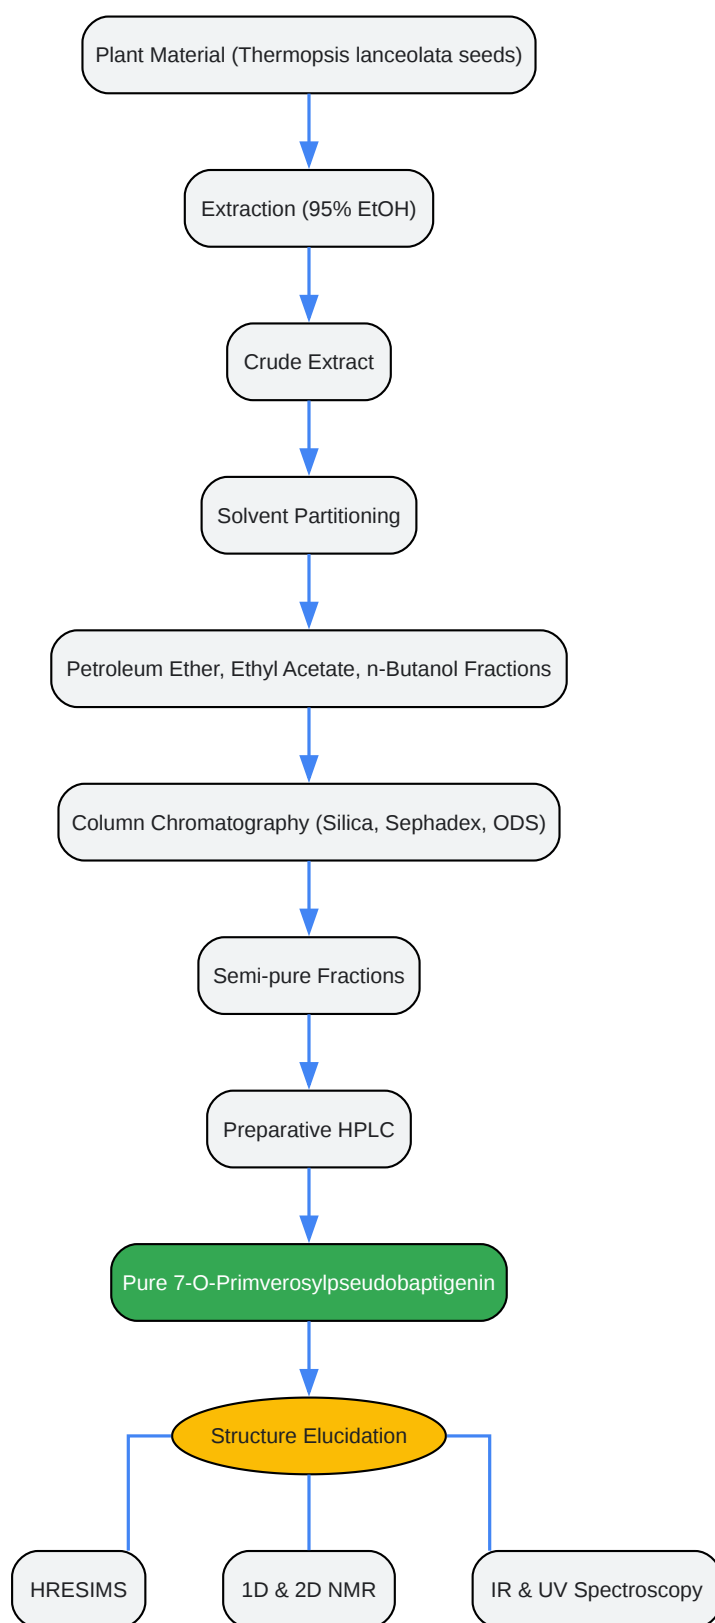 Plant Material (Thermopsis lanceolata seeds)
Extraction (95% EtOH)
Crude Extract
Solvent Partitioning
Petroleum Ether, Ethyl Acetate, n-Butanol Fractions
Column Chromatography (Silica, Sephadex, ODS)
Semi-pure Fractions
Preparative HPLC
Pure 7-O-Primverosylpseudobaptigenin
Structure Elucidation
HRESIMS
1D & 2D NMR
IR & UV Spectroscopy